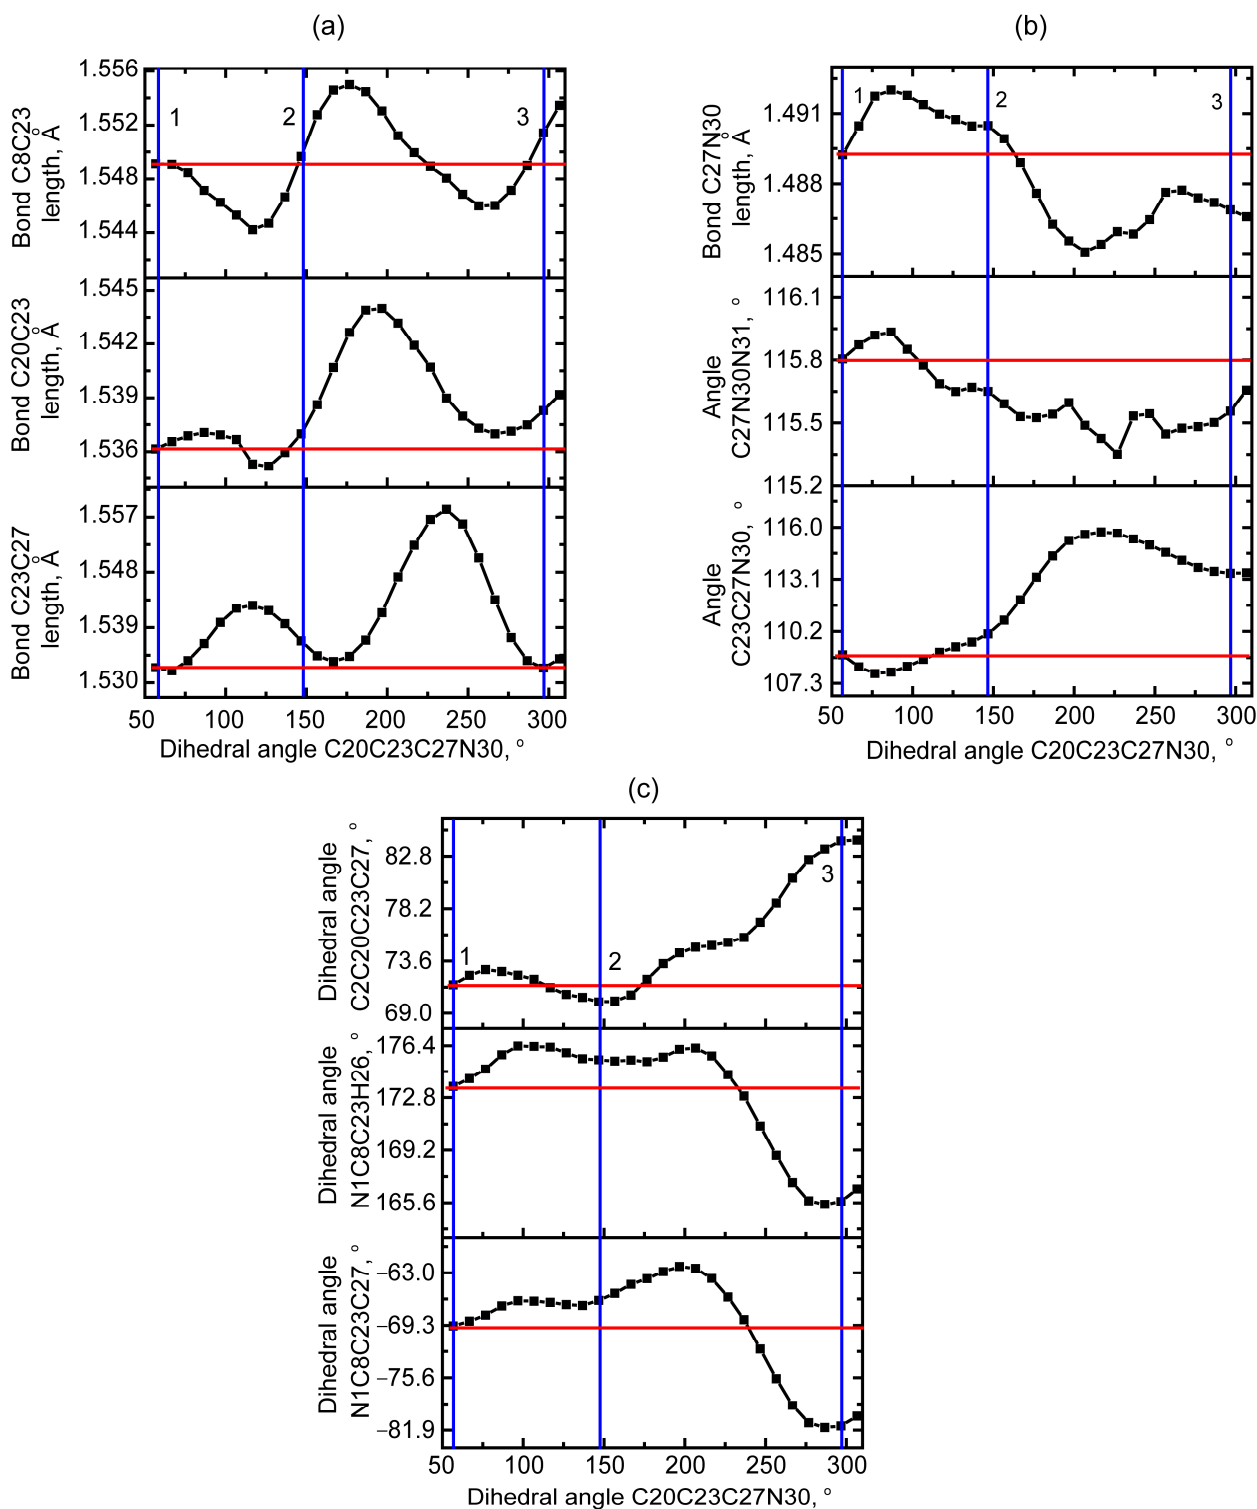 (a)
Bond C8C23
length, Å
1.556
1.552
1.548
1.544
1
2
3
Bond C20C23
length, Å
1.545
1.542
1.539
1.536
Bond C23C27
length, Å
1.557
1.548
1.539
1.530
50 100 150 200 250 300
Dihedral angle C20C23C27N30, °
(b)
Bond C27N30
length, Å
1.491
1.488
1.485
1
2
3
Angle
C27N30N31, °
116.1
115.8
115.5
115.2
Angle
C23C27N30, °
116.0
113.1
110.2
107.3
50 100 150 200 250 300
Dihedral angle C20C23C27N30, °
(c)
Dihedral angle
C2C20C23C27, °
82.8
78.2
73.6
69.0
1
2
3
Dihedral angle
N1C8C23H26, °
176.4
172.8
169.2
165.6
Dihedral angle
N1C8C23C27, °
−63.0
−69.3
−75.6
−81.9
50 100 150 200 250 300
Dihedral angle C20C23C27N30, °